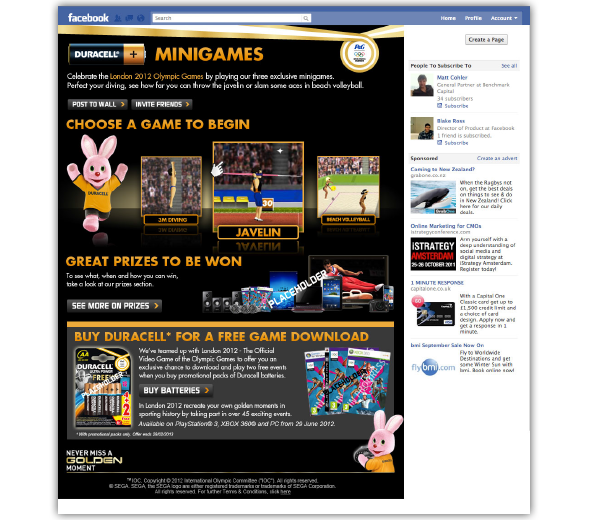 facebook
Search
Home Profile Account
DURACELL + MINIGAMES
P&G
Celebrate the London 2012 Olympic Games by playing our three exclusive minigames.
Perfect your diving, see how far you can throw the javelin or slam some aces in beach volleyball.
POST TO WALL > INVITE FRIENDS >
CHOOSE A GAME TO BEGIN
DURACELL
30
3M DIVING
JAVELIN
BEACH VOLLEYBALL
GREAT PRIZES TO BE WON
To see what, when and how you can win,
take a look at our prizes section.
SEE MORE ON PRIZES >
PLACEHOLDER
BUY DURACELL* FOR A FREE GAME DOWNLOAD
AA
DURACELL
ULTRA POWER
FREE
PLACEHOLDER
We've teamed up with London 2012 - The Official
Video Game of the Olympic Games to offer you an
exclusive chance to download and play two free events
when you buy promotional packs of Duracell batteries.
BUY BATTERIES >
In London 2012 recreate your own golden moments in
sporting history by taking part in over 45 exciting events.
Available on PlayStation® 3, XBOX 360® and PC from 29 June 2012.
PLACEHOLDER
NEVER MISS A
GOLDEN
MOMENT
™IOC. Copyright © 2012 International Olympic Committee ("IOC"). All rights reserved.
© SEGA. SEGA, the SEGA logo are either registered trademarks or trademarks of SEGA Corporation.
All rights reserved. For further Terms & Conditions, click here
Create a Page
People To Subscribe To See all
Matt Cohler
General Partner at Benchmark
Capital
34 subscribers
Subscribe
Blake Ross
Director of Product at Facebook
1 friend is subscribed.
Subscribe
Sponsored Create an advert
Coming to New Zealand?
grabone.co.nz
When the Rugbys not
on, get the best deals
on things to see & do
in New Zealand! Click
here for our daily
deals.
Online Marketing for CMOs
istrategyconference.com
iSTRATEGY
AMSTERDAM
25-26 OCTOBER 2011
Arm yourself with a
deep understanding of
social media and
digital strategy at
iStrategy Amsterdam.
Register today!
1 MINUTE RESPONSE
capitalone.co.uk
60
With a Capital One
Classic card get up to
£1,500 credit limit and
a choice of card
design. Apply now and
get a response in 1
minute.
bmi September Sale Now On
flybmi.com
Fly to Worldwide
Destinations and get
some Winter Sun with
bmi. Book online now!